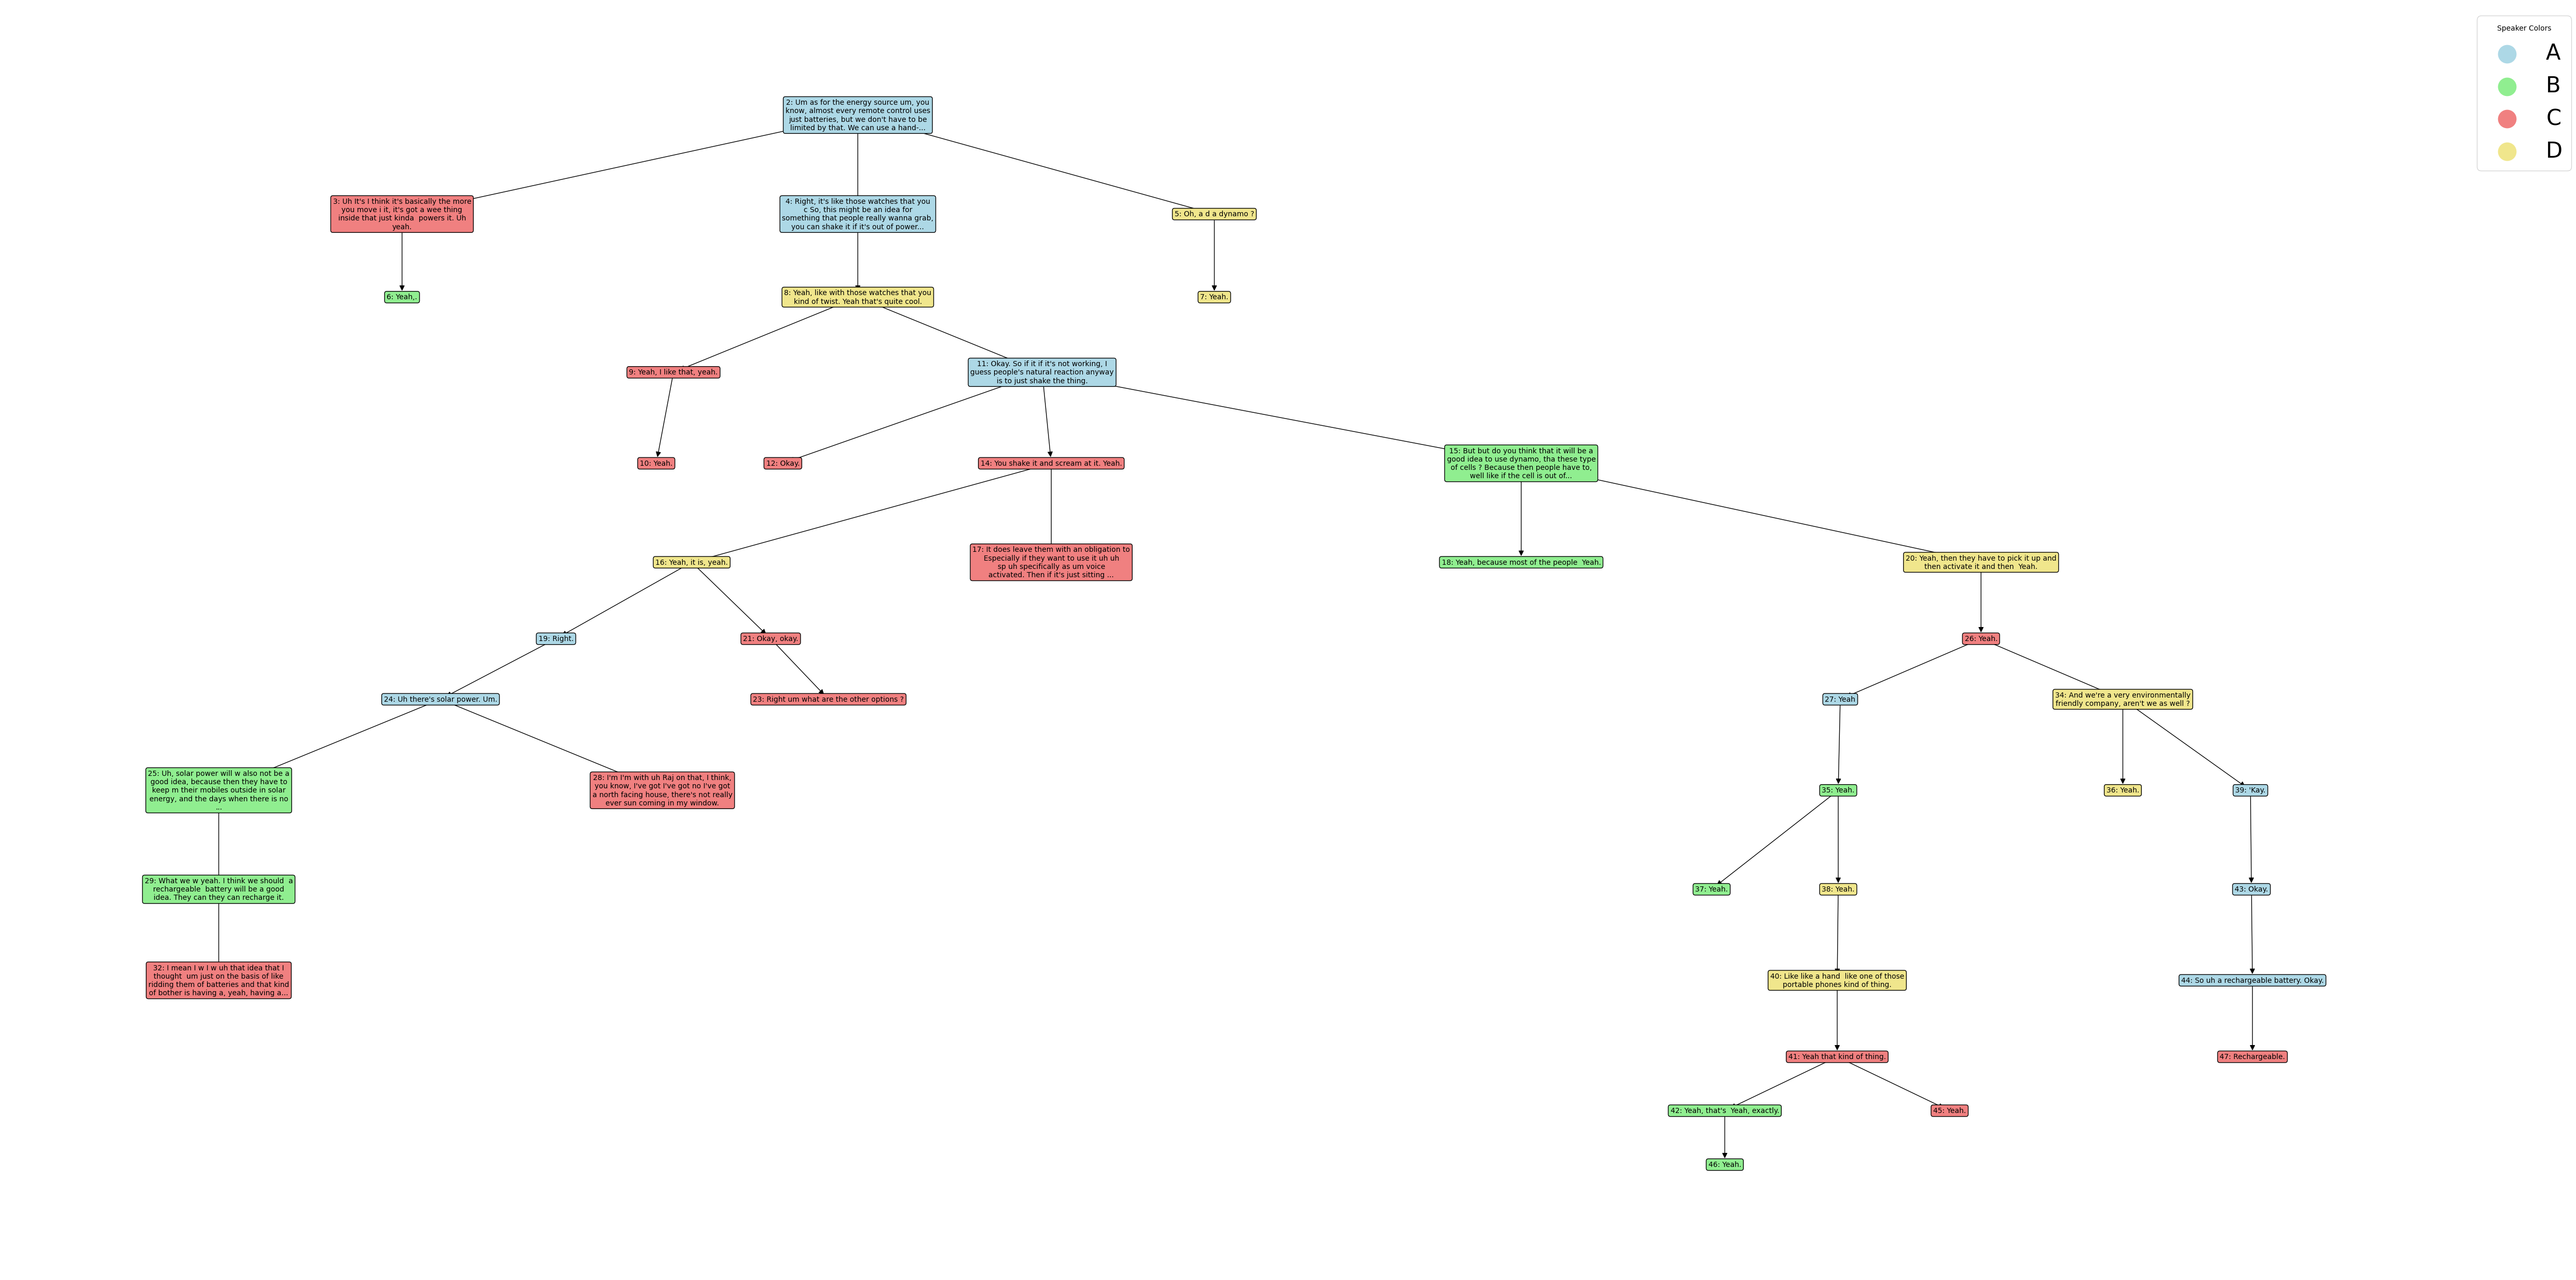 Speaker Colors
A
B
C
D
2: Um as for the energy source um, you
know, almost every remote control uses
just batteries, but we don't have to be
limited by that. We can use a hand-...
3: Uh It's I think it's basically the more
you move i it, it's got a wee thing
inside that just kinda  powers it. Uh
yeah.
4: Right, it's like those watches that you
c So, this might be an idea for
something that people really wanna grab,
you can shake it if it's out of power...
5: Oh, a d a dynamo ?
6: Yeah,.
8: Yeah, like with those watches that you
kind of twist. Yeah that's quite cool.
7: Yeah.
9: Yeah, I like that, yeah.
11: Okay. So if it if it's not working, I
guess people's natural reaction anyway
is to just shake the thing.
10: Yeah.
12: Okay.
14: You shake it and scream at it. Yeah.
15: But but do you think that it will be a
good idea to use dynamo, tha these type
of cells ? Because then people have to,
well like if the cell is out of...
16: Yeah, it is, yeah.
17: It does leave them with an obligation to
Especially if they want to use it uh uh
sp uh specifically as um voice
activated. Then if it's just sitting ...
18: Yeah, because most of the people  Yeah.
20: Yeah, then they have to pick it up and
then activate it and then  Yeah.
19: Right.
21: Okay, okay.
26: Yeah.
24: Uh there's solar power. Um.
23: Right um what are the other options ?
27: Yeah
34: And we're a very environmentally
friendly company, aren't we as well ?
25: Uh, solar power will w also not be a
good idea, because then they have to
keep m their mobiles outside in solar
energy, and the days when there is no
...
28: I'm I'm with uh Raj on that, I think,
you know, I've got I've got no I've got
a north facing house, there's not really
ever sun coming in my window.
35: Yeah.
36: Yeah.
39: 'Kay.
29: What we w yeah. I think we should  a
rechargeable  battery will be a good
idea. They can they can recharge it.
37: Yeah.
38: Yeah.
43: Okay.
32: I mean I w I w uh that idea that I
thought  um just on the basis of like
ridding them of batteries and that kind
of bother is having a, yeah, having a...
40: Like like a hand  like one of those
portable phones kind of thing.
44: So uh a rechargeable battery. Okay.
41: Yeah that kind of thing.
47: Rechargeable.
42: Yeah, that's  Yeah, exactly.
45: Yeah.
46: Yeah.